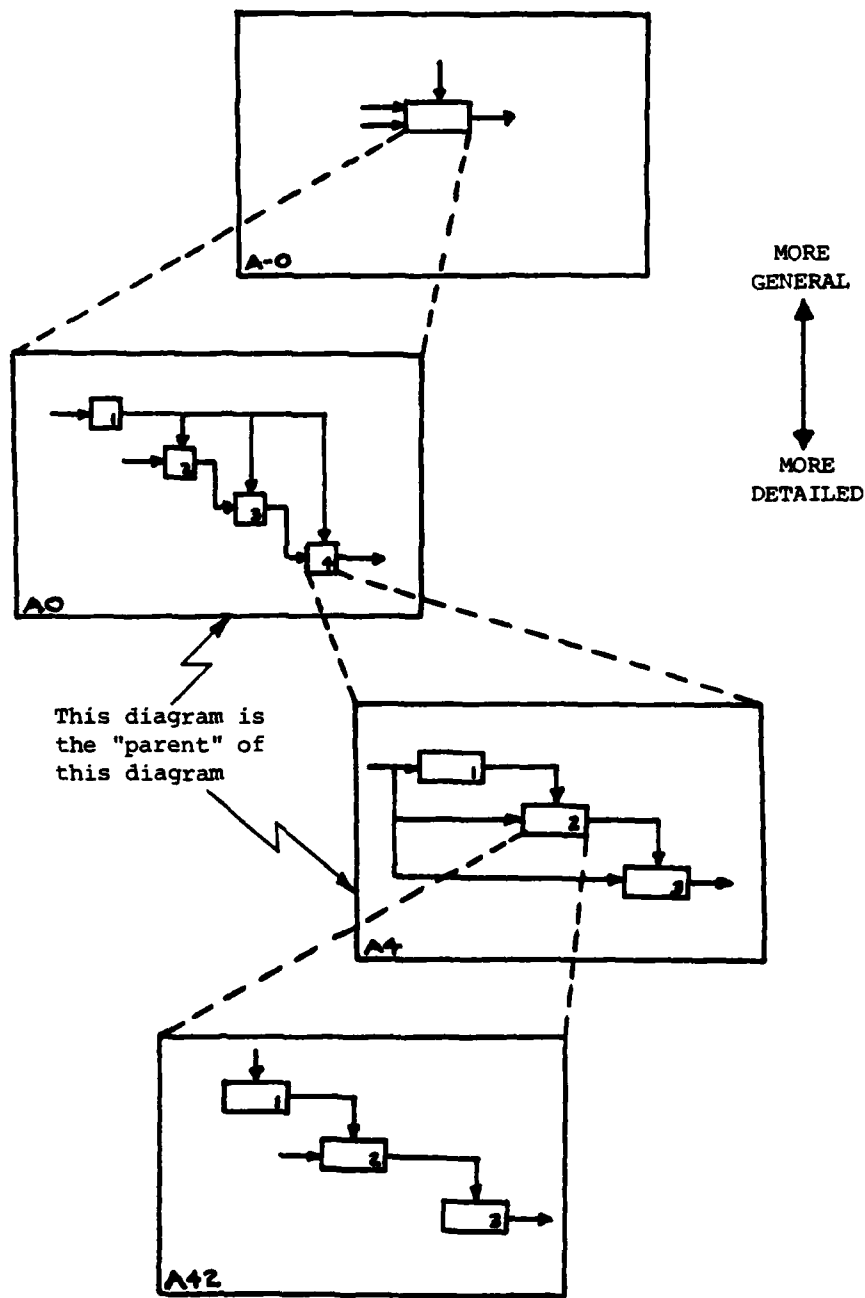 A-0
MORE
GENERAL
MORE
DETAILED
1
2
3
4
A0
This diagram is
the "parent" of
this diagram
1
2
3
A4
1
2
3
A42